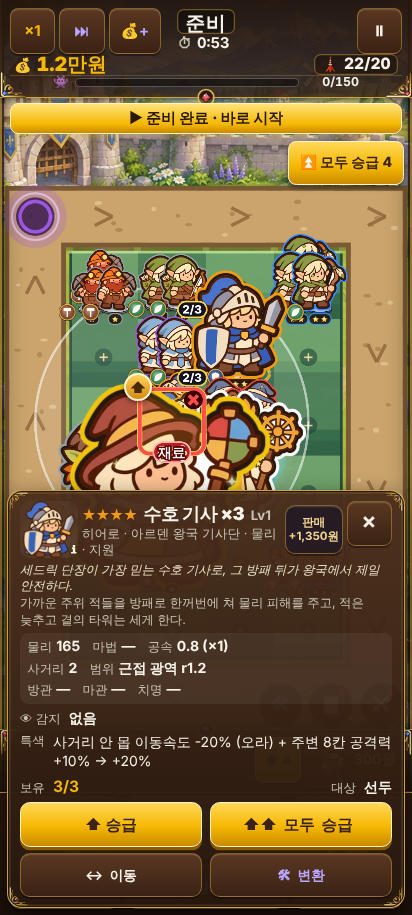 ×1
준비
⏱ 0:53
💰+
💰 1.2만원
22/20
0/150
▶ 준비 완료 · 바로 시작
⏫ 모두 승급 4
T T
★
2/3
★★
2/3
재료
★★★★ 수호 기사 ×3 Lv1
히어로 · 아르덴 왕국 기사단 · 물리 · 지원
판매
+1,350원
×
세드릭 단장이 가장 믿는 수호 기사로, 그 방패 뒤가 왕국에서 제일
안전하다.
가까운 주위 적들을 방패로 한꺼번에 쳐 물리 피해를 주고, 적은
늦추고 곁의 타워는 세게 한다.
물리 165 마법 — 공속 0.8 (×1)
사거리 2 범위 근접 광역 r1.2
방관 — 마관 — 치명 —
👁 감지 없음
특색 사거리 안 몹 이동속도 -20% (오라) + 주변 8칸 공격력
+10% → +20%
보유 3/3 대상 선두
⬆ 승급
⬆⬆ 모두 승급
↔ 이동
🛠 변환